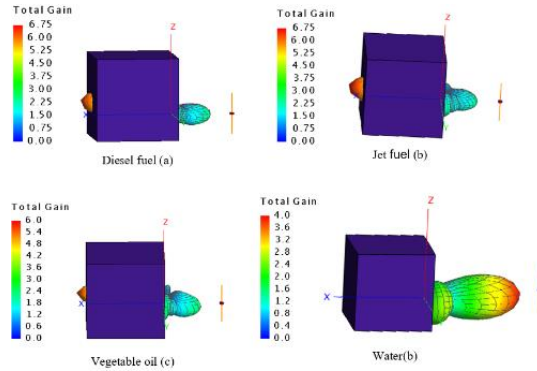 Total Gain
6.75
6.00
5.25
4.50
3.75
3.00
2.25
1.50
0.75
0.00
Z
X
Diesel fuel (a)
Total Gain
6.75
6.00
5.25
4.50
3.75
3.00
2.25
1.50
0.75
0.00
Z
X
Y
Jet fuel (b)
Total Gain
6.0
5.4
4.8
4.2
3.6
3.0
2.4
1.8
1.2
0.6
0.0
Z
X
Y
Vegetable oil (c)
Total Gain
4.0
3.6
3.2
2.8
2.4
2.0
1.6
1.2
0.8
0.4
0.0
Z
X
Water(b)